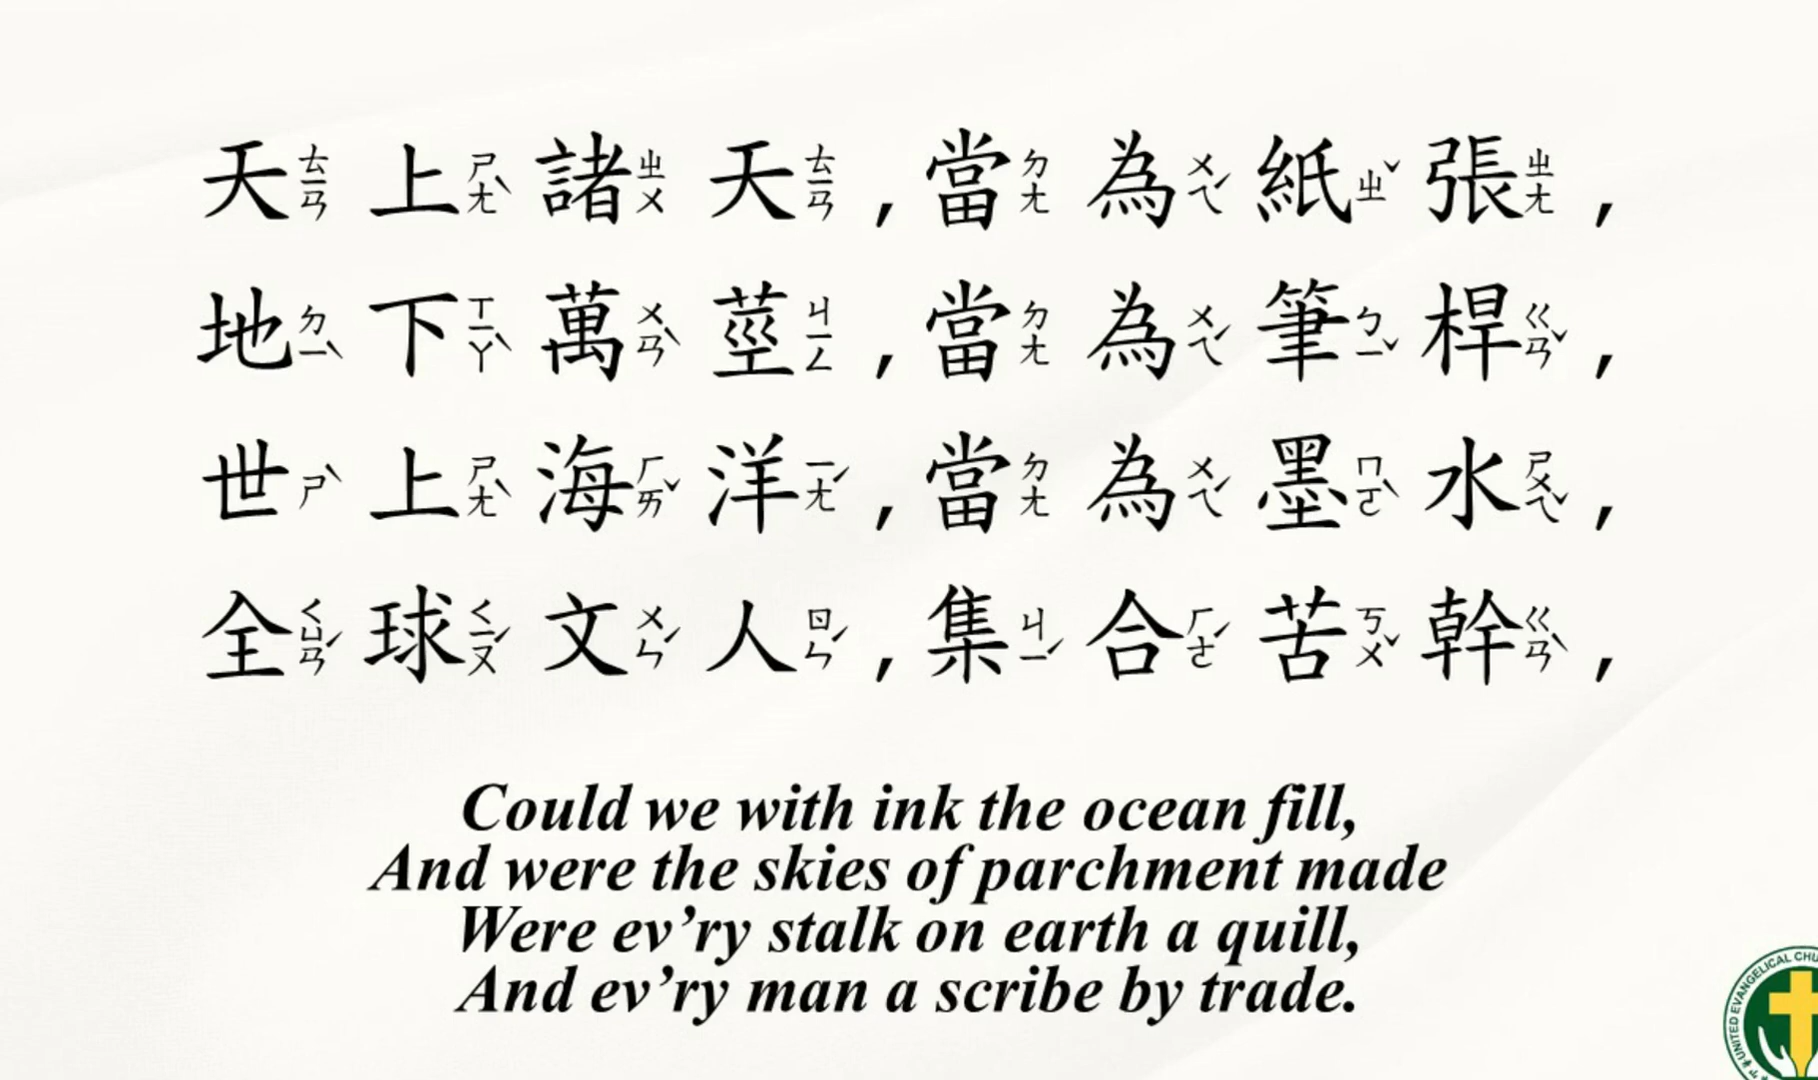 天上諸天，當為紙張，
地下萬莖，當為筆桿，
世上海洋，當為墨水，
全球文人，集合苦幹，
Could we with ink the ocean fill,
And were the skies of parchment made
Were ev’ry stalk on earth a quill,
And ev’ry man a scribe by trade.
UNITED EVANGELICAL CHU